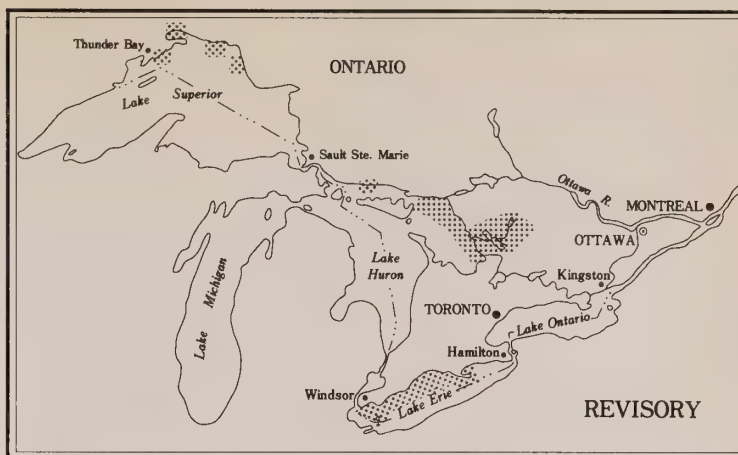 Thunder Bay
ONTARIO
Lake Superior
Sault Ste. Marie
Ottawa R.
MONTREAL
OTTAWA
Lake Michigan
Lake Huron
Kingston
TORONTO
Lake Ontario
Hamilton
Windsor
Lake Erie
REVISORY